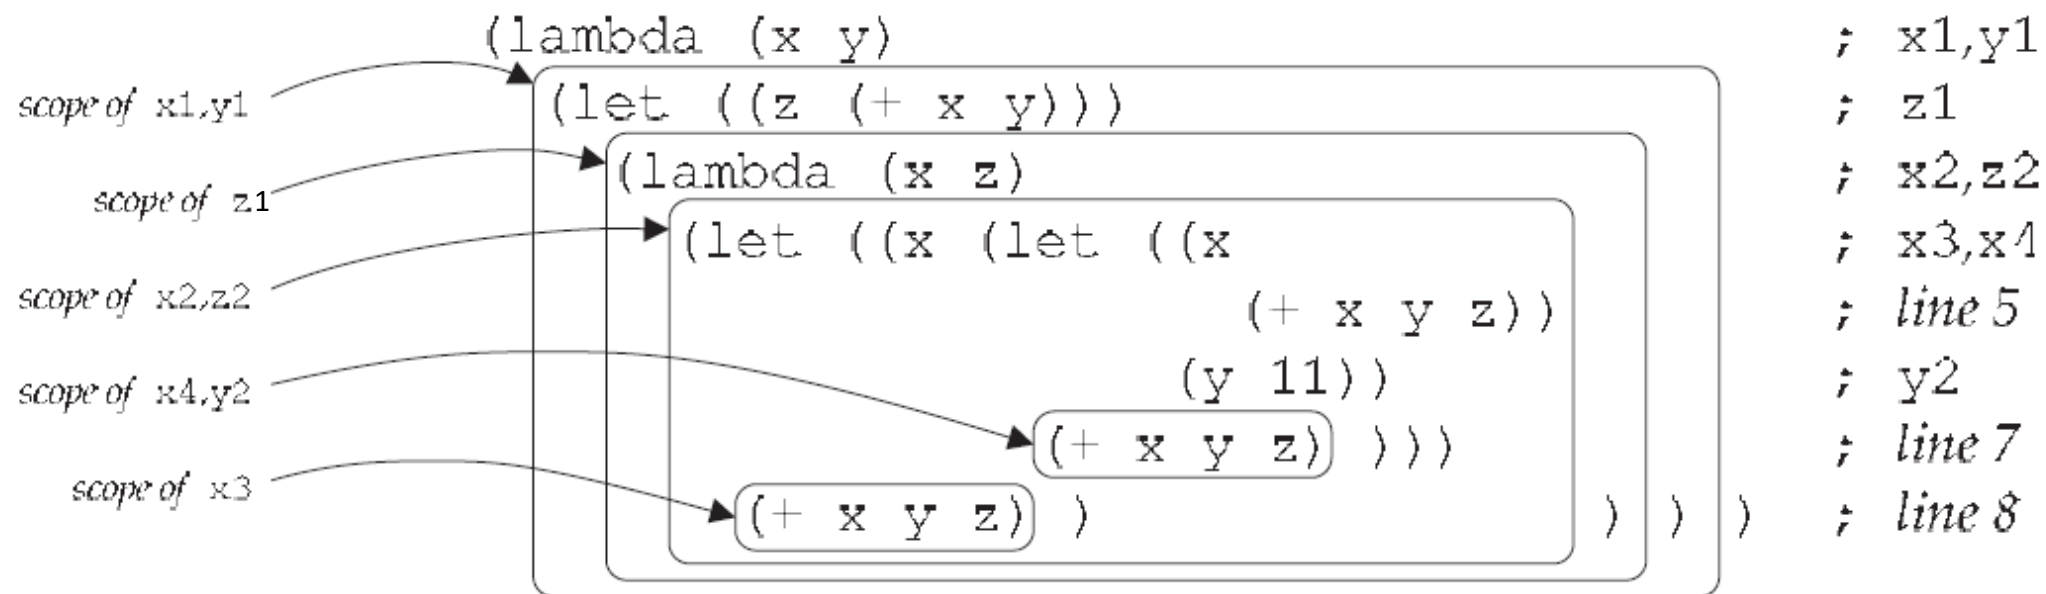 (lambda (x y) ; x1,y1
scope of x1,y1 (let ((z (+ x y))) ; z1
scope of z1 (lambda (x z) ; x2,z2
scope of x2,z2 (let ((x (let ((x ; x3,x4
(+ x y z)) ; line 5
scope of x4,y2 (y 11)) ; y2
(+ x y z) ))) ; line 7
scope of x3 (+ x y z) ) ) ) ) ; line 8